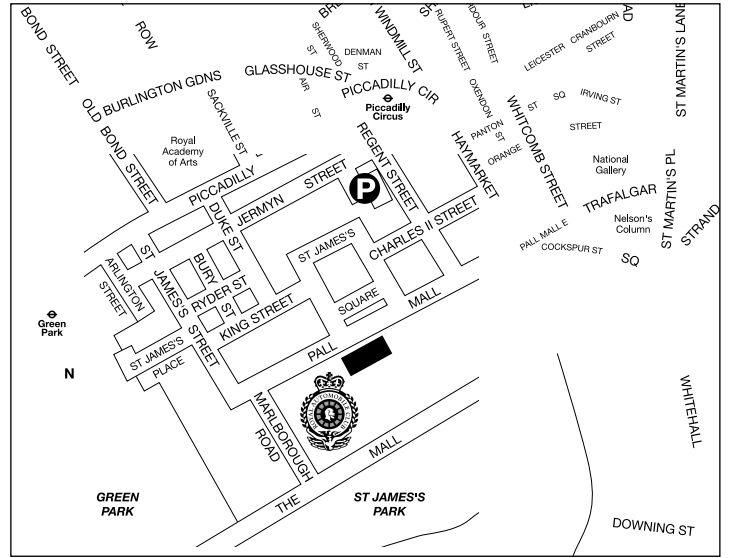 BOND STREET
ROW
SHERWOOD
ST
DENMAN
ST
WINDMILL ST
RUPERT STREET
STREET
LEICESTER
CRANBOURN
STREET
ST MARTIN'S LANE
OLD BOND STREET
BURLINGTON GDNS
SACKVILLE ST
GLASSHOUSE ST
AIR
ST
PICCADILLY CIR
Piccadilly
Circus
OXENDON
ST
PANTON
ST
SQ
IRVING ST
STREET
ORANGE
WHITCOMB STREET
HAYMARKET
Royal
Academy
of Arts
National
Gallery
PICCADILLY
JERMYN STREET
P
REGENT STREET
TRAFALGAR
SQ
Nelson's
Column
ST MARTIN'S PL
STRAND
DUKE ST
CHARLES II STREET
PALL MALL E
COCKSPUR ST
ST JAMES'S
SQUARE
ARLINGTON
STREET
ST JAMES'S STREET
BURY
ST
RYDER ST
KING STREET
PALL MALL
Green
Park
N
ST JAMES'S
PLACE
MARLBOROUGH
ROAD
ROYAL AUTOMOBILE CLUB
THE MALL
WHITEHALL
GREEN
PARK
ST JAMES'S
PARK
DOWNING ST